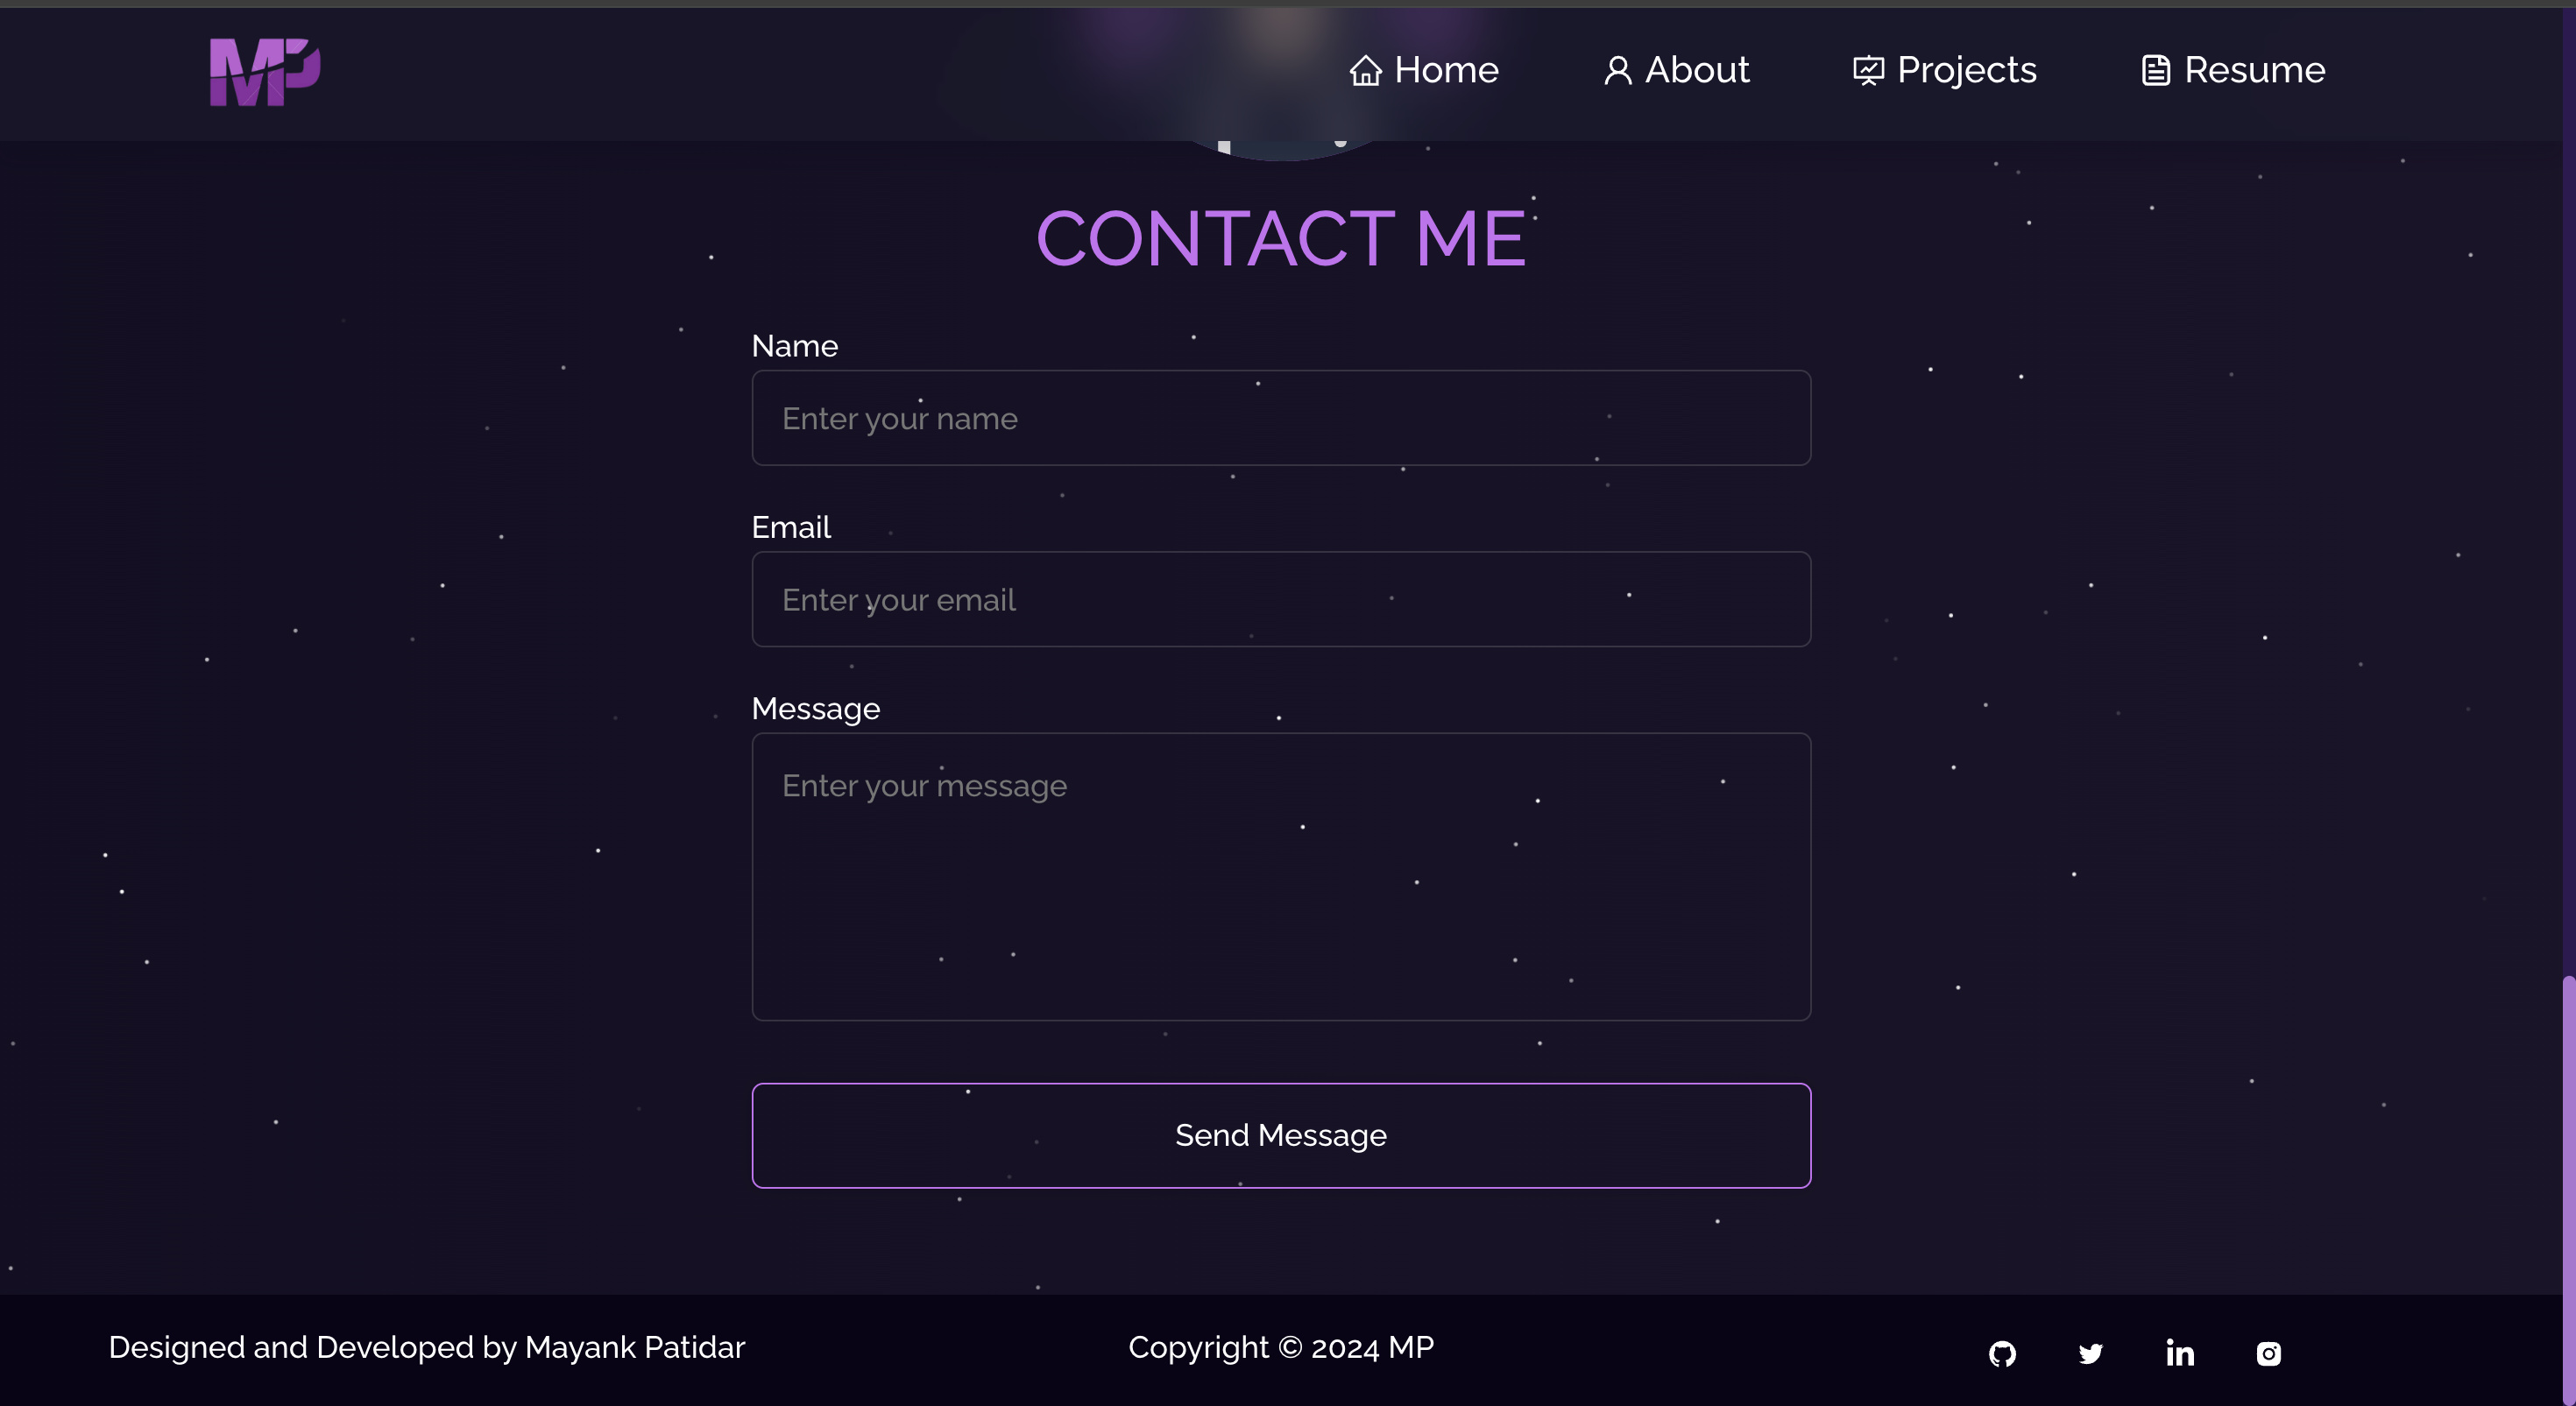 MP
Home
About
Projects
Resume
CONTACT ME
Name
Enter your name
Email
Enter your email
Message
Enter your message
Send Message
Designed and Developed by Mayank Patidar
Copyright © 2024 MP
in